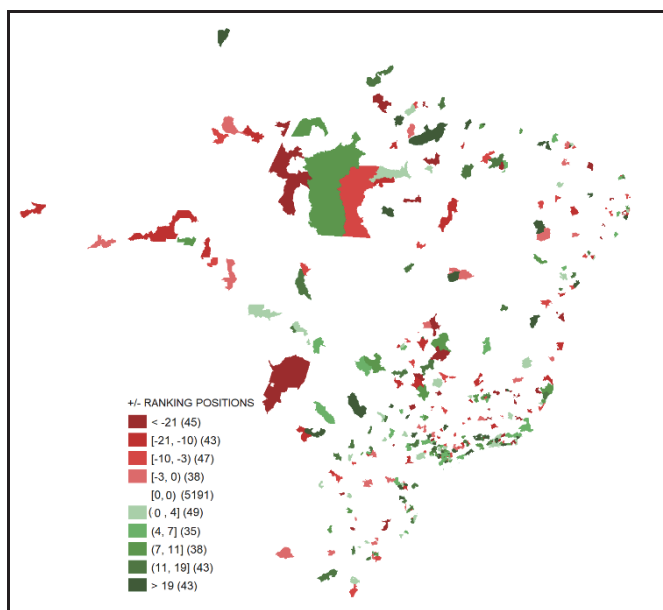 +/- RANKING POSITIONS
< -21 (45)
[-21, -10) (43)
[-10, -3) (47)
[-3, 0) (38)
[0, 0) (5191)
( 0 , 4] (49)
(4, 7] (35)
(7, 11] (38)
(11, 19] (43)
> 19 (43)